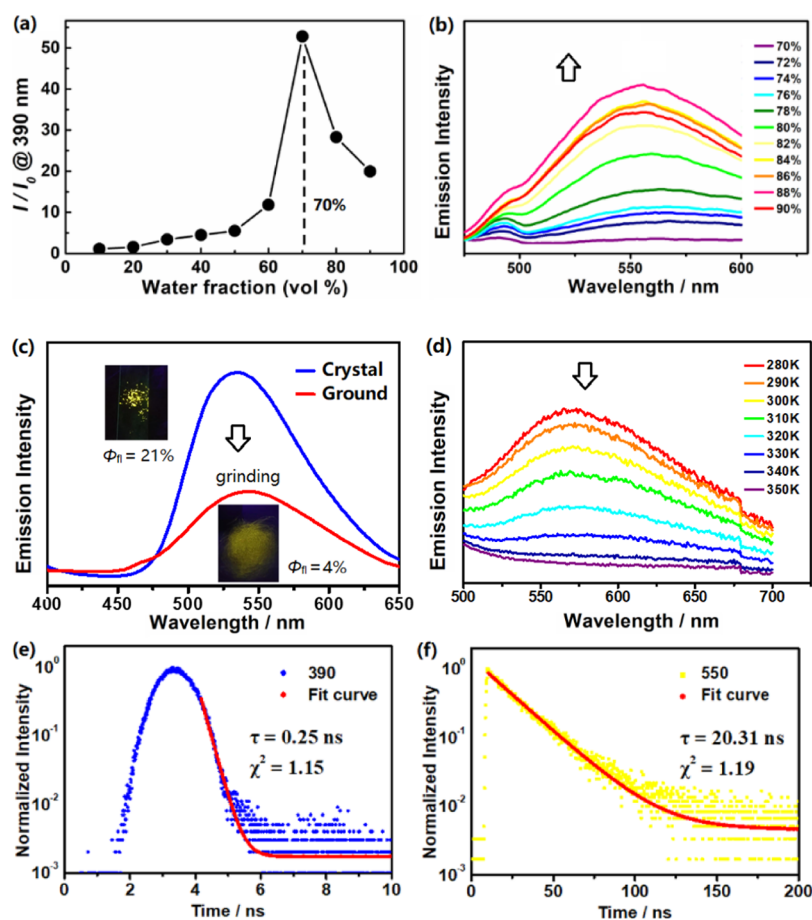 (a)
I / I0 @ 390 nm
50
40
30
20
10
0
0 20 40 60 80 100
70%
Water fraction (vol %)
(b)
Emission Intensity
70%
72%
74%
76%
78%
80%
82%
84%
86%
88%
90%
500 550 600
Wavelength / nm
(c)
Emission Intensity
Crystal
Ground
Φfl = 21%
grinding
Φfl = 4%
400 450 500 550 600 650
Wavelength / nm
(d)
Emission Intensity
280K
290K
300K
310K
320K
330K
340K
350K
500 550 600 650 700
Wavelength / nm
(e)
Normalized Intensity
10^0
10^-1
10^-2
10^-3
390
Fit curve
τ = 0.25 ns
χ^2 = 1.15
0 2 4 6 8 10
Time / ns
(f)
Normalized Intensity
10^0
10^-1
10^-2
10^-3
550
Fit curve
τ = 20.31 ns
χ^2 = 1.19
0 50 100 150 200
Time / ns